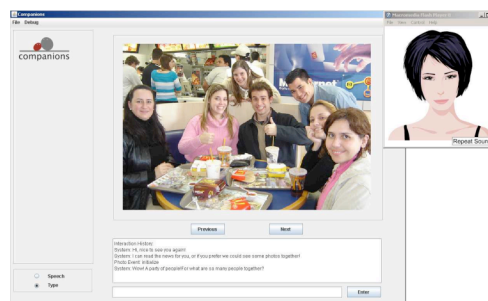 Companions
File Debug
companions
Macromedia Flash Player 6
File View Control Help
Repeat Soun
Previous
Next
Interaction History:
System: Hi, nice to see you again!
System: I can read the news for you, or if you prefer we could see some photos together!
Photo Event: Initialize
System: Wow! A party of people!For what are so many people together?
Speech
Type
Enter